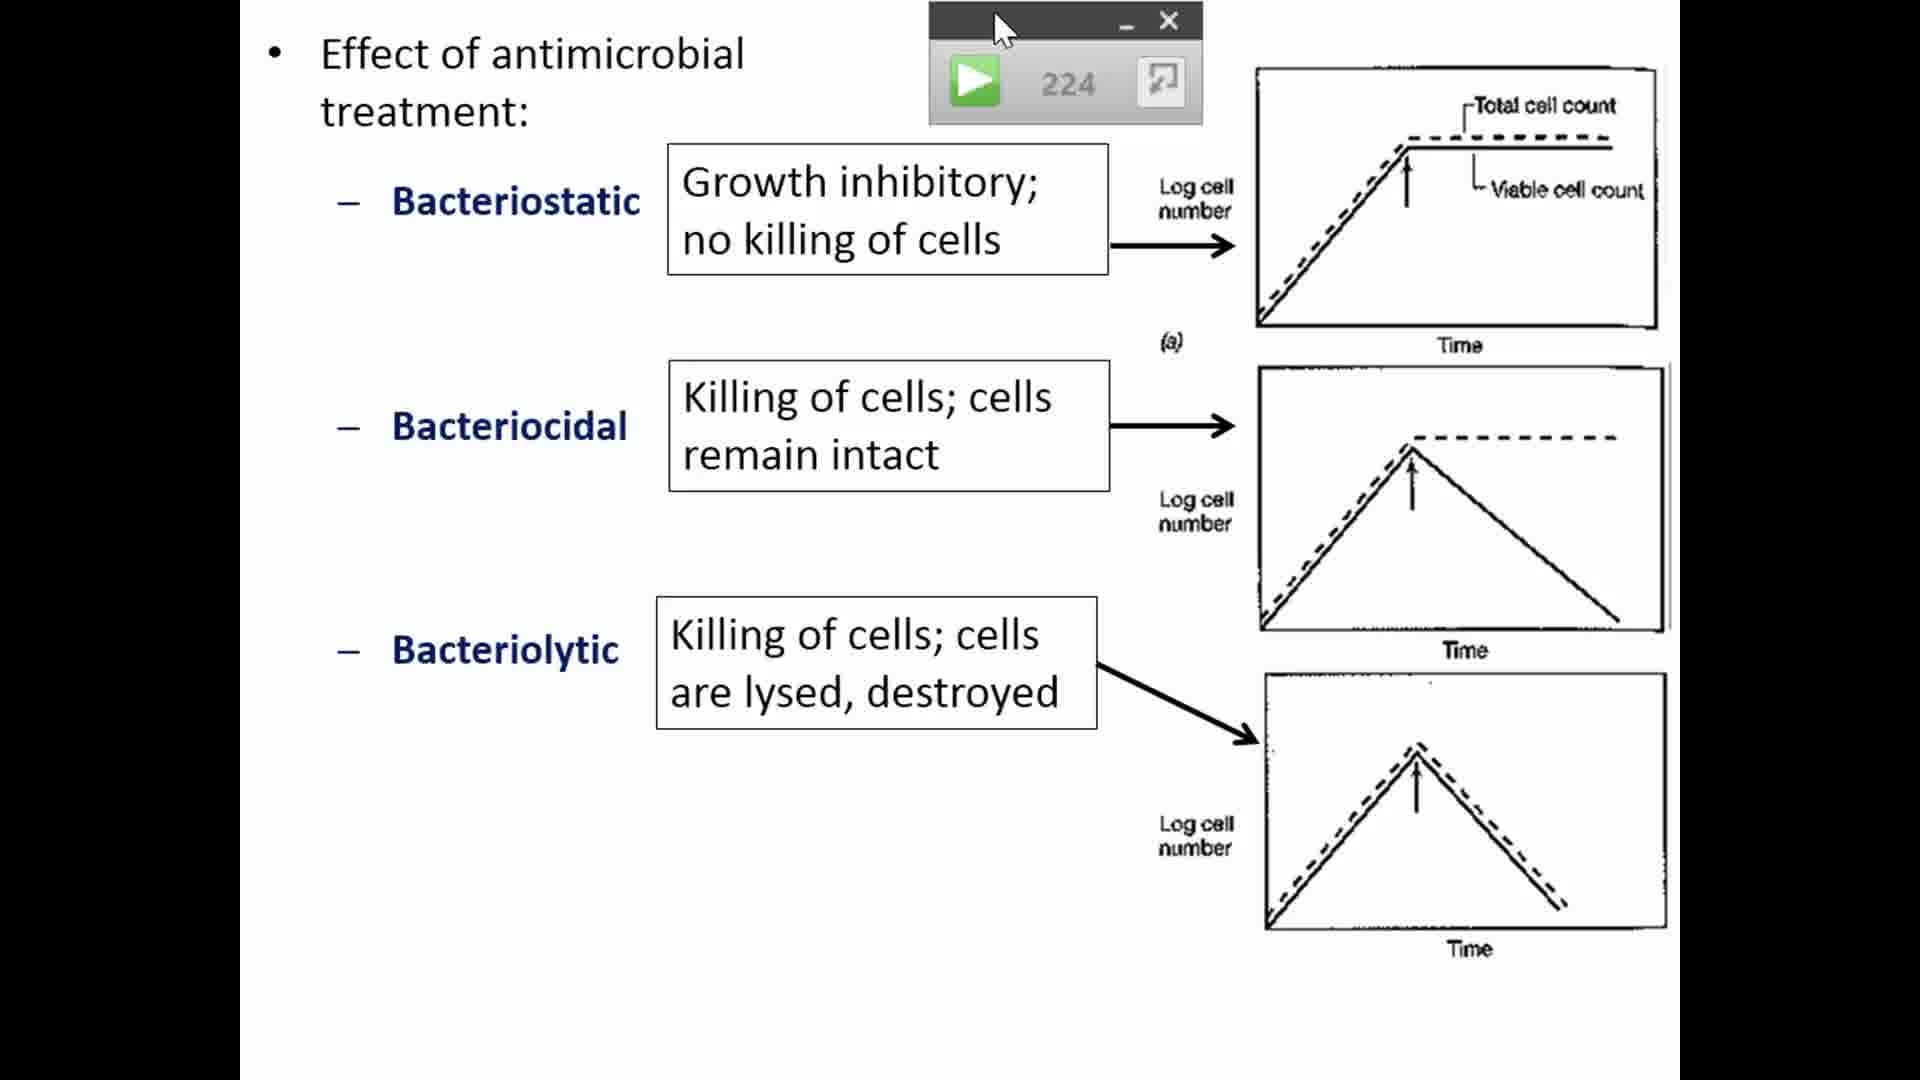 • Effect of antimicrobial
treatment:
224
– Bacteriostatic
Growth inhibitory;
no killing of cells
Log cell
number
Total cell count
Viable cell count
(a)
Time
– Bacteriocidal
Killing of cells; cells
remain intact
Log cell
number
Time
– Bacteriolytic
Killing of cells; cells
are lysed, destroyed
Log cell
number
Time